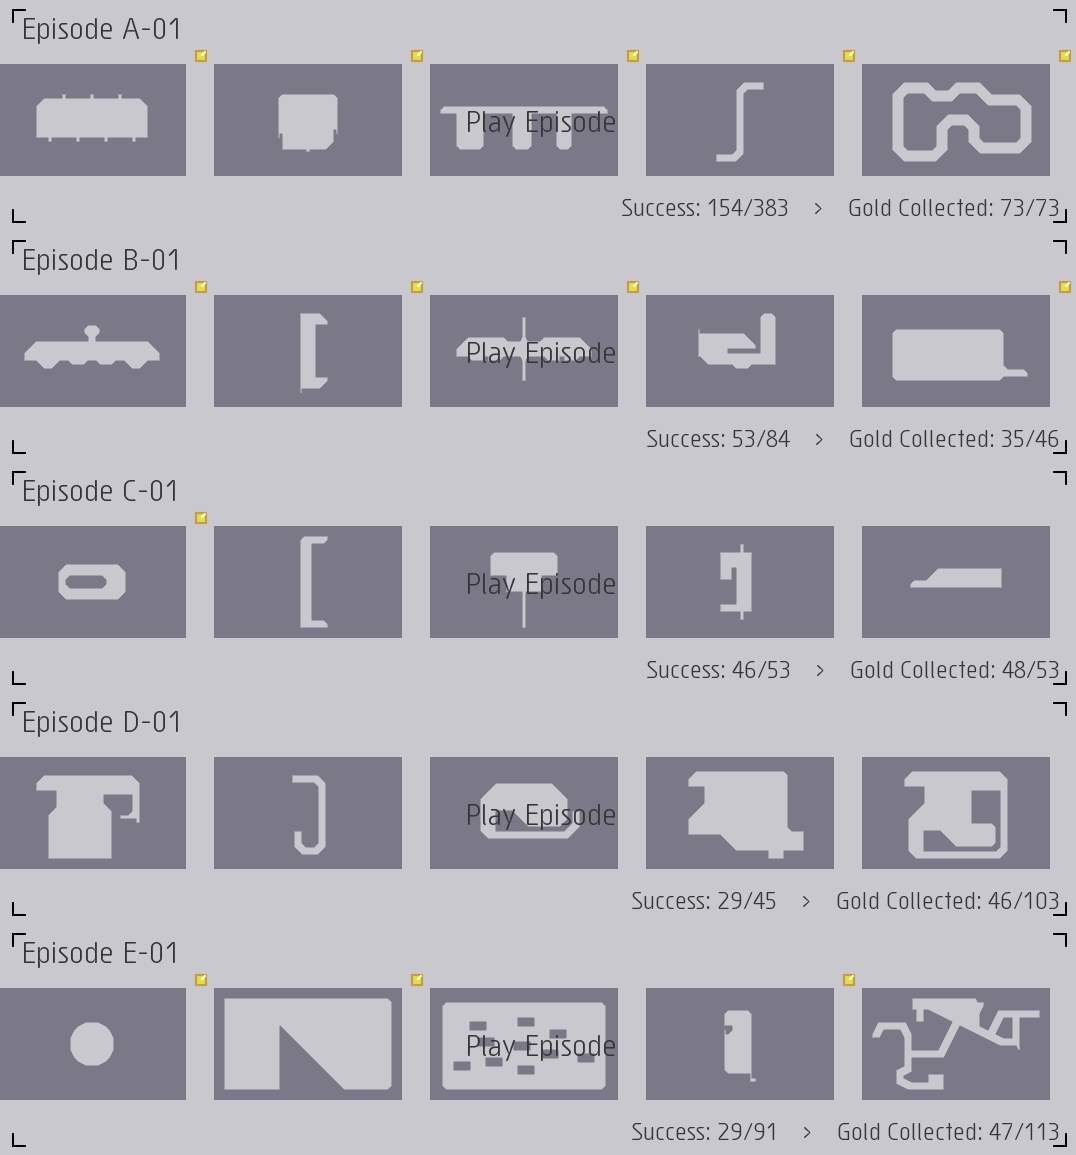 Episode A-01
Play Episode
Success: 154/383 > Gold Collected: 73/73
Episode B-01
Play Episode
Success: 53/84 > Gold Collected: 35/46
Episode C-01
Play Episode
Success: 46/53 > Gold Collected: 48/53
Episode D-01
Play Episode
Success: 29/45 > Gold Collected: 46/103
Episode E-01
Play Episode
Success: 29/91 > Gold Collected: 47/113